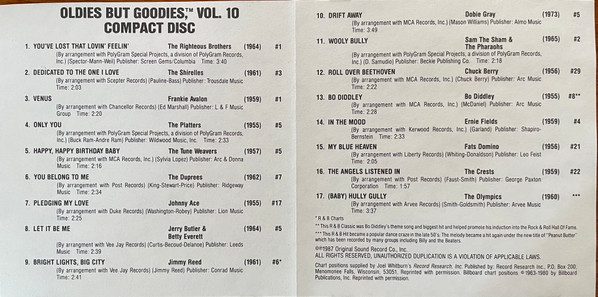 OLDIES BUT GOODIES,™ VOL. 10
COMPACT DISC
1. YOU'VE LOST THAT LOVIN' FEELIN' The Righteous Brothers (1964) #1
(By arrangement with PolyGram Special Projects, a division of PolyGram Records,
Inc.) (Spector-Mann-Weil) Publisher: Screen Gems/Columbia Time: 3:40
2. DEDICATED TO THE ONE I LOVE The Shirelles (1961) #3
(By arrangement with Scepter Records) (Pauline-Bass) Publisher: Trousdale Music
Time: 2:03
3. VENUS Frankie Avalon (1959) #1
(By arrangement with Chancellor Records) (Ed Marshall) Publisher: L & F Music
Group Time: 2:20
4. ONLY YOU The Platters (1955) #5
(By arrangement with PolyGram Special Projects, a division of PolyGram Records,
Inc.) (Buck Ram-Andre Ram) Publisher: Wildwood Music, Inc. Time: 2:33
5. HAPPY, HAPPY BIRTHDAY BABY The Tune Weavers (1957) #5
(By arrangement with MCA Records, Inc.) (Sylvia Lopez) Publisher: Arc & Donna
Music Time: 2:16
6. YOU BELONG TO ME The Duprees (1962) #7
(By arrangement with Post Records) (King-Stewart-Price) Publisher: Ridgeway
Music Time: 2:34
7. PLEDGING MY LOVE Johnny Ace (1955) #17
(By arrangement with Duke Records) (Washington-Robey) Publisher: Lion Music
Time: 2:25
8. LET IT BE ME Jerry Butler & Betty Everett (1964) #5
(By arrangement with Vee Jay Records) (Curtis-Becoud-Delanoe) Publisher: Leeds
Music Time: 2:39
9. BRIGHT LIGHTS, BIG CITY Jimmy Reed (1961) #6*
(By arrangement with Vee Jay Records) (Jimmy Reed) Publisher: Conrad Music
Time: 2:41
10. DRIFT AWAY Dobie Gray (1973) #5
(By arrangement with MCA Records, Inc.) (Mason Williams) Publisher: Almo Music
Time: 3:49
11. WOOLY BULLY Sam The Sham & The Pharaohs (1965) #2
(By arrangement with PolyGram Special Projects, a division of PolyGram Records,
Inc.) (D. Samudio) Publisher: Beckie Publishing Co. Time: 2:18
12. ROLL OVER BEETHOVEN Chuck Berry (1956) #29
(By arrangement with MCA Records, Inc.) (Chuck Berry) Publisher: Arc Music
Time: 2:22
13. BO DIDDLEY Bo Diddley (1955) #8**
(By arrangement with MCA Records, Inc.) (McDaniel) Publisher: Arc Music
Time: 2:28
14. IN THE MOOD Ernie Fields (1959) #4
(By arrangement with Kerwood Records, Inc.) (Garland) Publisher: Shapiro-
Bernstein Time: 2:33
15. MY BLUE HEAVEN Fats Domino (1956) #21
(By arrangement with Liberty Records) (Whiting-Donaldson) Publisher: Leo Feist
Time: 2:05
16. THE ANGELS LISTENED IN The Crests (1959) #22
(By arrangement with Post Records) (Faust-Smith) Publisher: George Paxton
Corporation Time: 1:57
17. (BABY) HULLY GULLY The Olympics (1960) ***
(By arrangement with Arvee Records) (Smith-Goldsmith) Publisher: Arvee Music
Time: 3:37
* R & B Charts
** This R & B Classic was Bo Diddley's theme song and biggest hit and helped promote his induction into the Rock & Roll Hall of Fame.
*** This R & B Hit became a popular dance craze in the late 50's. The melody became a hit again under the new title of "Peanut Butter"
which has been recorded by many groups including Billy and the Beaters.
℗©1987 Original Sound Record Co., Inc.
ALL RIGHTS RESERVED, UNAUTHORIZED DUPLICATION IS A VIOLATION OF APPLICABLE LAWS.
Chart positions supplied by Joel Whitburn's Record Research, Inc. Published by: Record Research Inc., P.O. Box 200,
Menomonee Falls, Wisconsin, 53051. Reprinted with permission. Billboard chart positions ©1963-1980 by Billboard
Publications, Inc. Reprinted with permission.